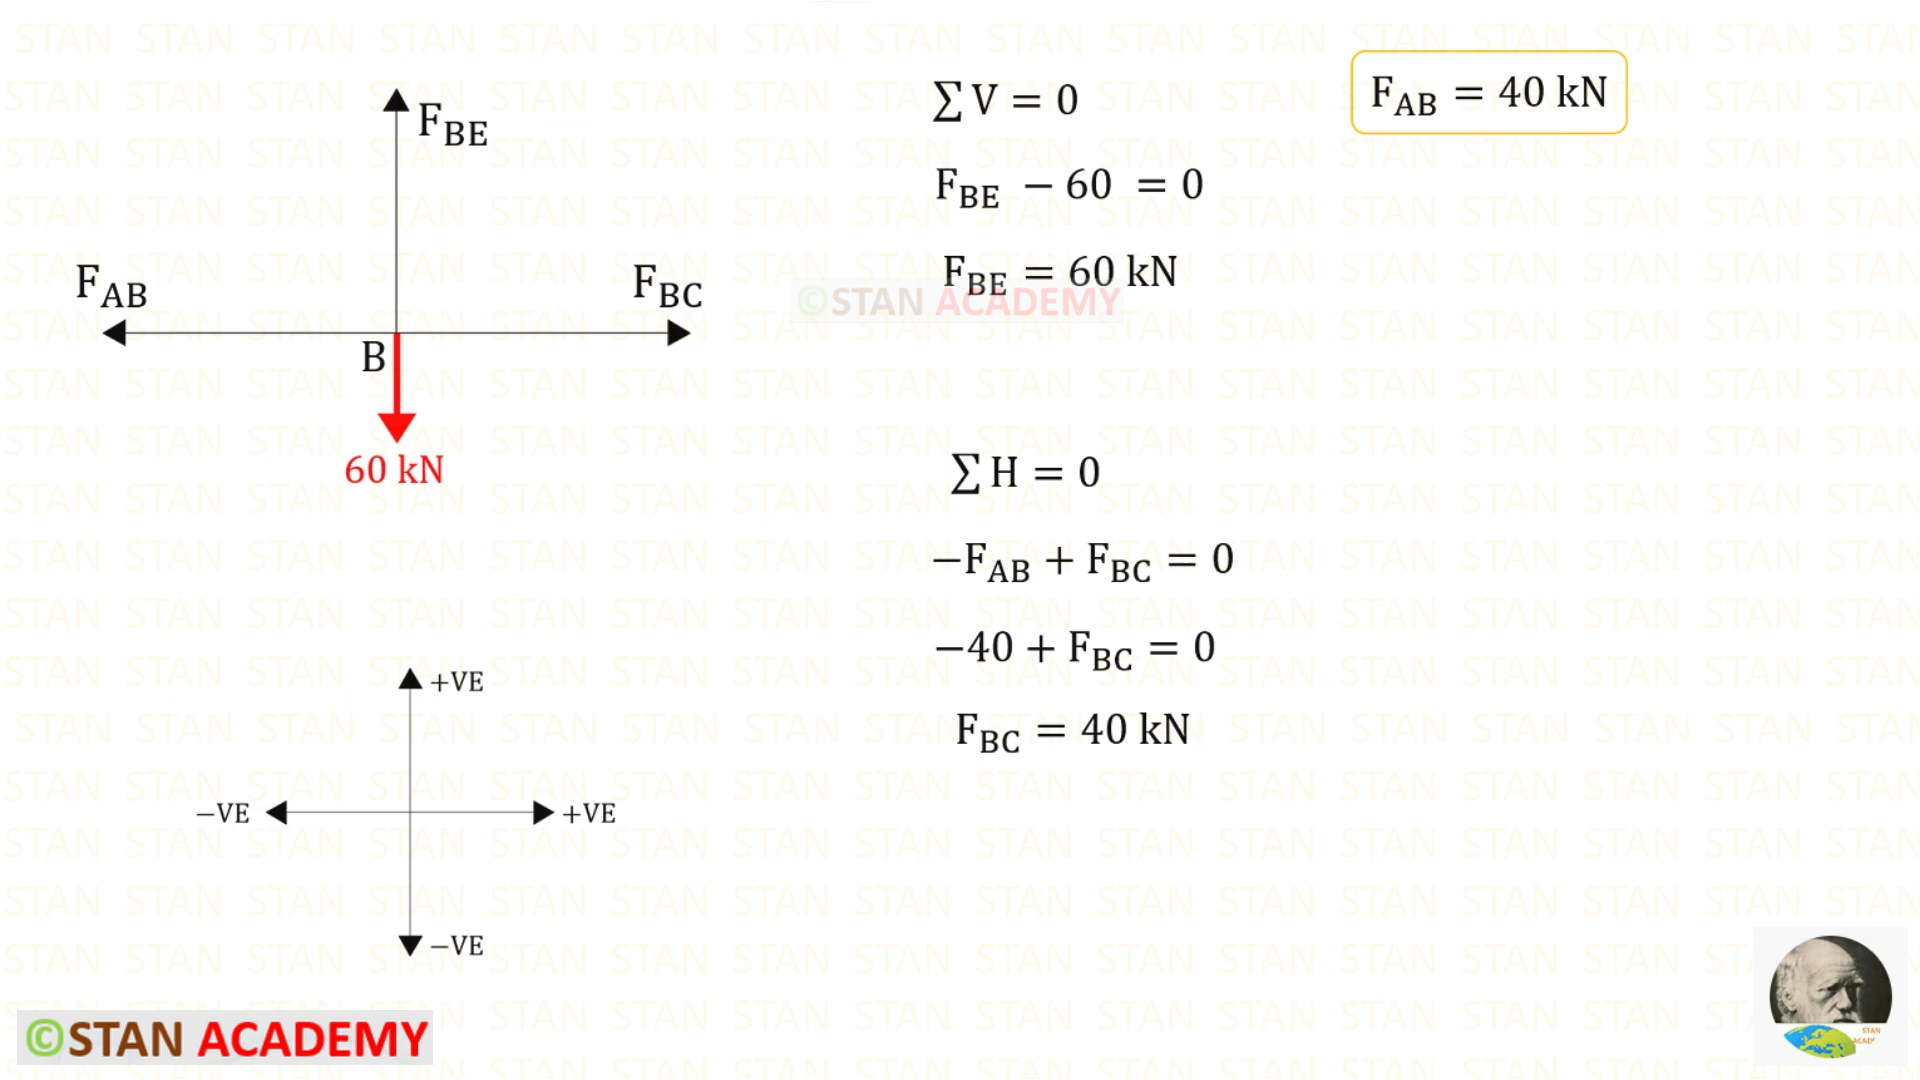 F_BE
F_AB
F_BC
B
60 kN
+VE
−VE
+VE
−VE
∑ V = 0
F_BE − 60 = 0
F_BE = 60 kN
©STAN ACADEMY
∑ H = 0
−F_AB + F_BC = 0
−40 + F_BC = 0
F_BC = 40 kN
F_AB = 40 kN
©STAN ACADEMY
STAN